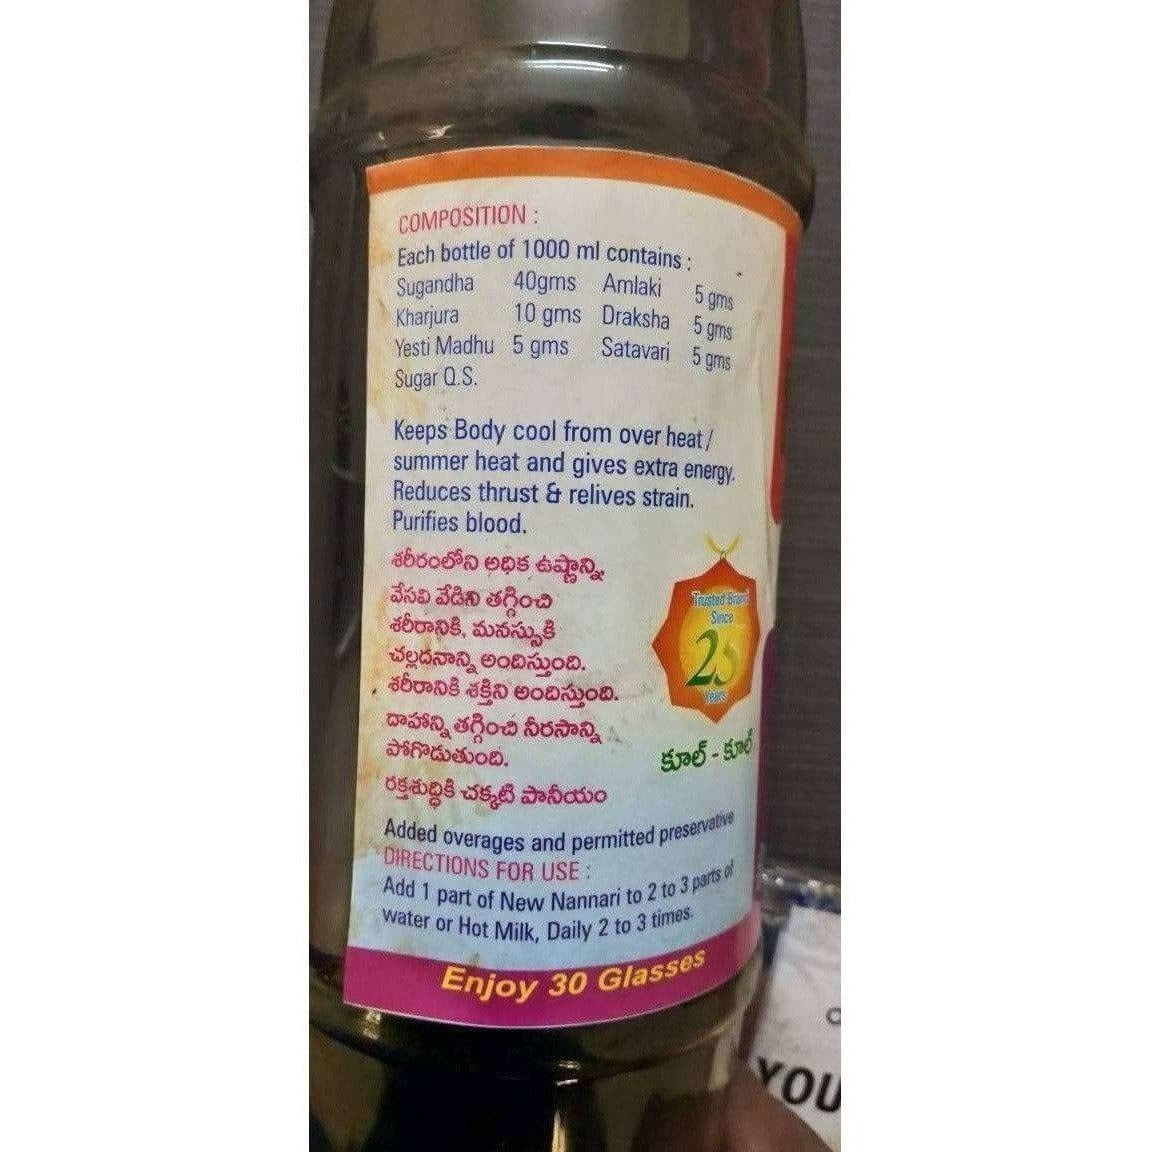 COMPOSITION :
Each bottle of 1000 ml contains :
Sugandha 40gms Amlaki 5 gms
Kharjura 10 gms Draksha 5 gms
Yesti Madhu 5 gms Satavari 5 gms
Sugar Q.S.
Keeps Body cool from over heat /
summer heat and gives extra energy.
Reduces thrust & relives strain.
Purifies blood.
శరీరంలోని అధిక ఉష్ణాన్ని,
వేసవి వేడిని తగ్గించి
శరీరానికి, మనస్సుకి
చల్లదనాన్ని అందిస్తుంది.
శరీరానికి శక్తిని అందిస్తుంది.
దాహాన్ని తగ్గించి నీరసాన్ని
పోగొడుతుంది.
రక్తశుద్ధికి చక్కటి పానీయం
Trusted Brand
Since
25
Years
కూల్ - కూల్
Added overages and permitted preservative
DIRECTIONS FOR USE :
Add 1 part of New Nannari to 2 to 3 parts of
water or Hot Milk, Daily 2 to 3 times.
Enjoy 30 Glasses
YOU